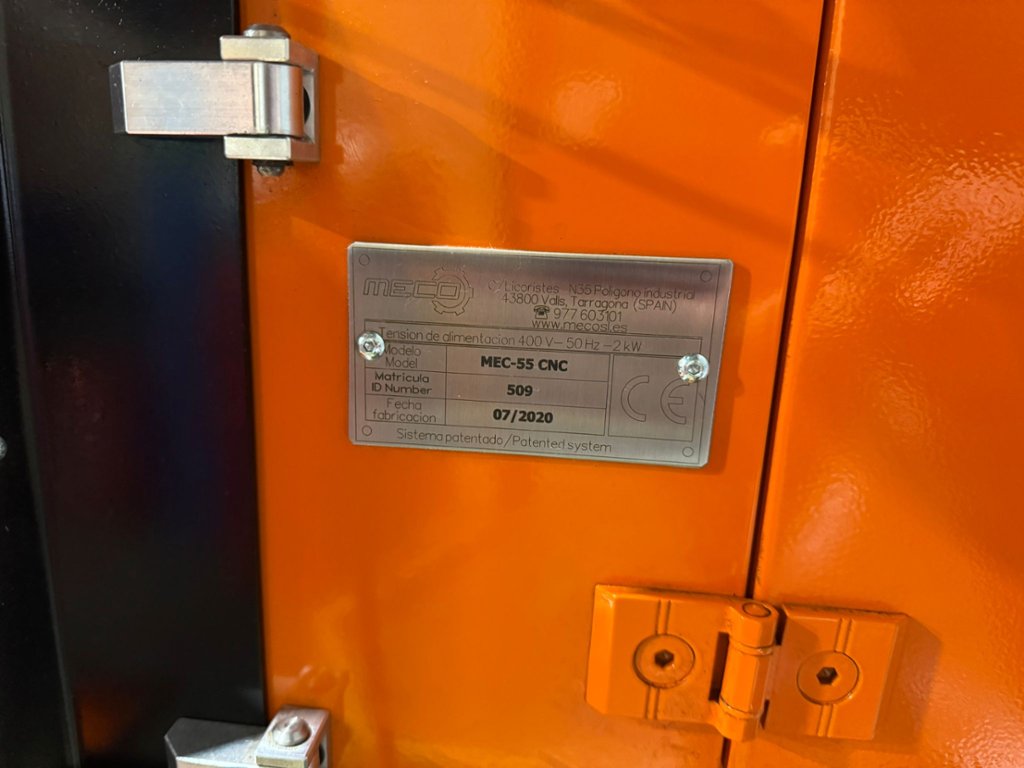 MECO
C/ Licoristes N35 Poligono industrial
43800 Valls, Tarragona (SPAIN)
☎ 977 603101
www.mecosl.es
Tension de alimentacion 400 V- 50 Hz -2 kW
Modelo
Model
MEC-55 CNC
Matricula
ID Number
509
Fecha
fabricacion
07/2020
CE
Sistema patentado/Patented system